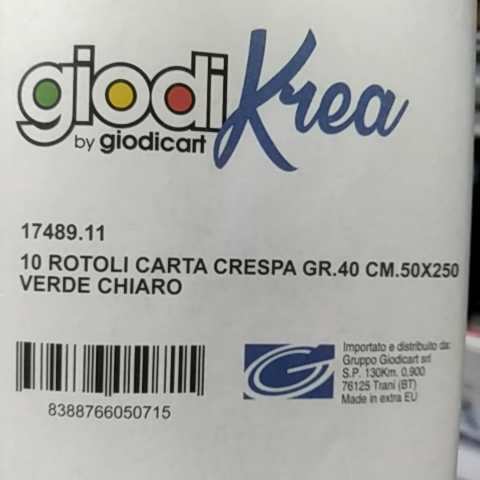 giodi Krea
by giodicart
17489.11
10 ROTOLI CARTA CRESPA GR.40 CM.50X250
VERDE CHIARO
8388766050715
Importato e distribuito da:
Gruppo Giodicart srl
S.P. 130Km. 0,900
76125 Trani (BT)
Made in extra EU